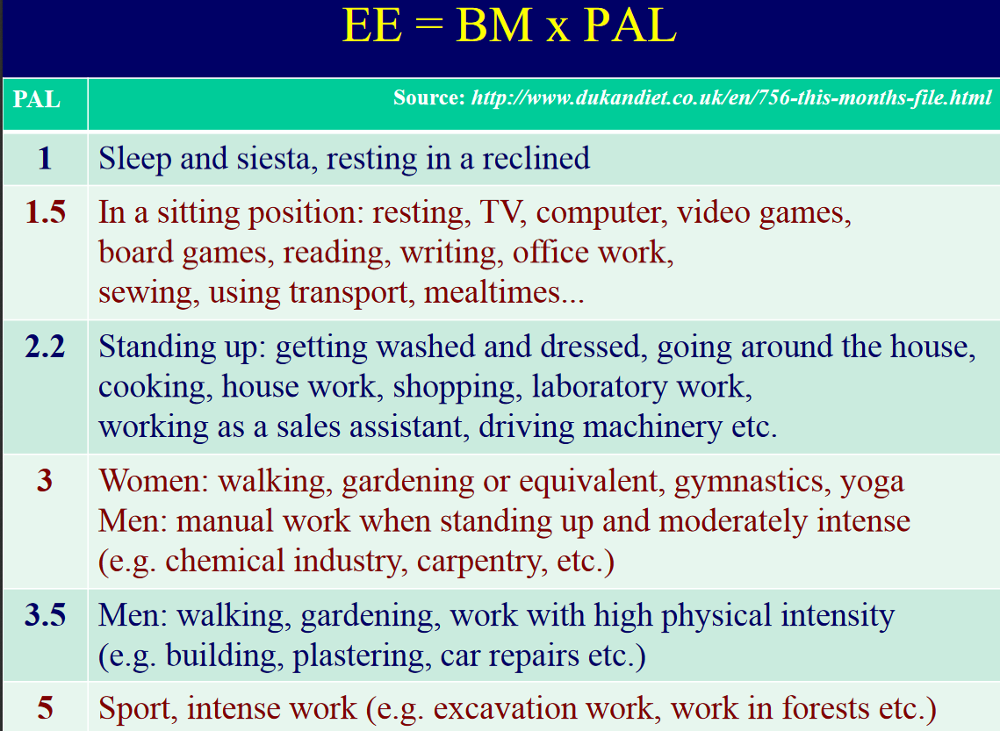 EE = BM x PAL
PAL
Source: http://www.dukandiet.co.uk/en/756-this-months-file.html
1
Sleep and siesta, resting in a reclined
1.5
In a sitting position: resting, TV, computer, video games,
board games, reading, writing, office work,
sewing, using transport, mealtimes...
2.2
Standing up: getting washed and dressed, going around the house,
cooking, house work, shopping, laboratory work,
working as a sales assistant, driving machinery etc.
3
Women: walking, gardening or equivalent, gymnastics, yoga
Men: manual work when standing up and moderately intense
(e.g. chemical industry, carpentry, etc.)
3.5
Men: walking, gardening, work with high physical intensity
(e.g. building, plastering, car repairs etc.)
5
Sport, intense work (e.g. excavation work, work in forests etc.)